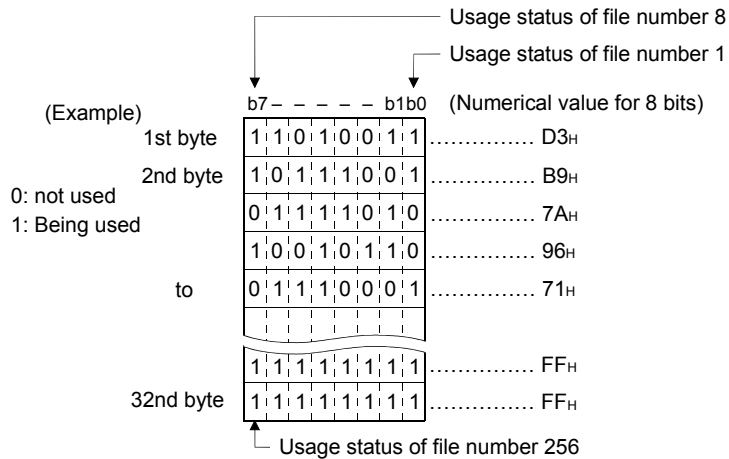 Usage status of file number 8
Usage status of file number 1
b7 – – – – – b1b0 (Numerical value for 8 bits)
(Example)
1st byte 1 1 0 1 0 0 1 1 ............... D3H
2nd byte 1 0 1 1 1 0 0 1 ............... B9H
0: not used
0 1 1 1 1 0 1 0 ............... 7AH
1: Being used
1 0 0 1 0 1 1 0 ............... 96H
to 0 1 1 1 0 0 0 1 ............... 71H
1 1 1 1 1 1 1 1 ............... FFH
32nd byte 1 1 1 1 1 1 1 1 ............... FFH
Usage status of file number 256